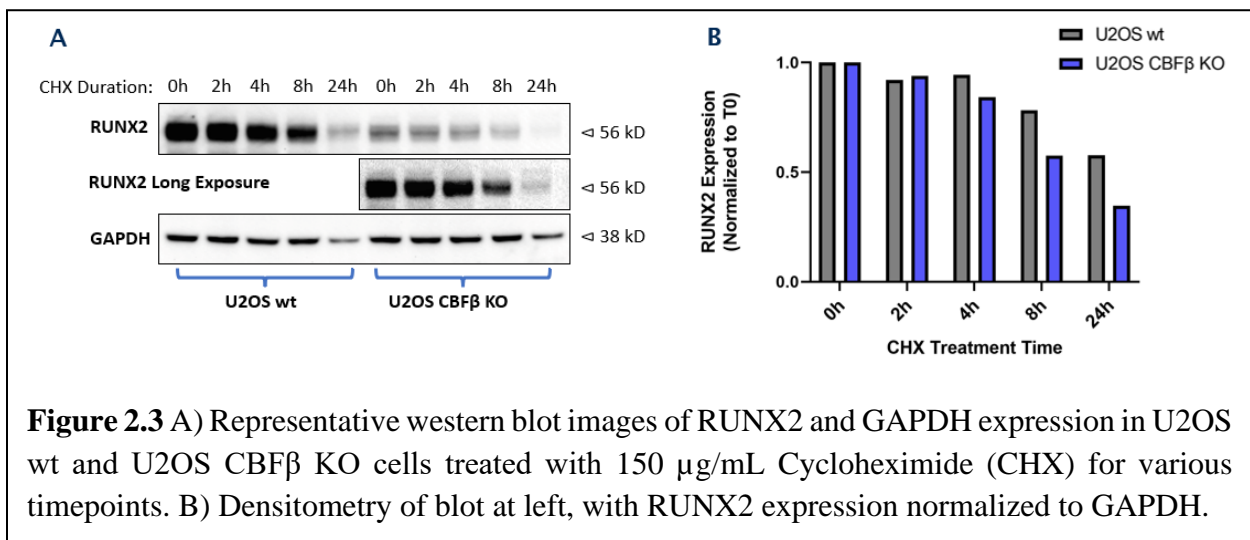 A
CHX Duration: 0h 2h 4h 8h 24h 0h 2h 4h 8h 24h
RUNX2 ◃ 56 kD
RUNX2 Long Exposure ◃ 56 kD
GAPDH ◃ 38 kD
U2OS wt U2OS CBFβ KO
B
U2OS wt
U2OS CBFβ KO
RUNX2 Expression
(Normalized to T0)
1.0
0.5
0.0
0h 2h 4h 8h 24h
CHX Treatment Time
Figure 2.3 A) Representative western blot images of RUNX2 and GAPDH expression in U2OS
wt and U2OS CBFβ KO cells treated with 150 µg/mL Cycloheximide (CHX) for various
timepoints. B) Densitometry of blot at left, with RUNX2 expression normalized to GAPDH.